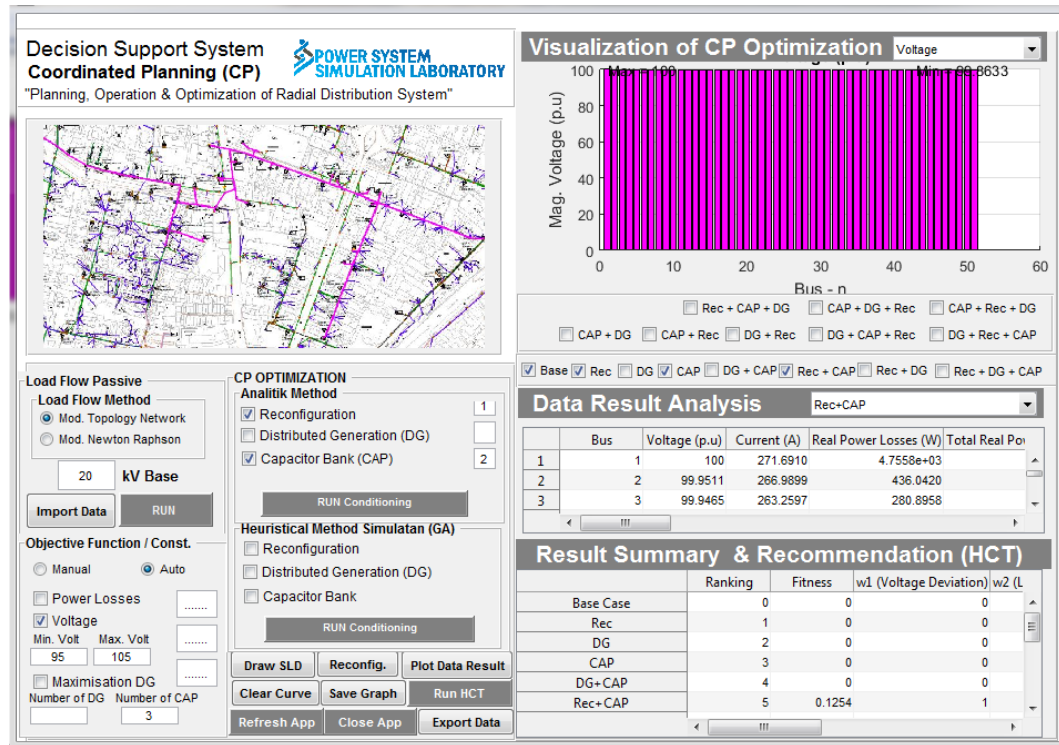 Decision Support System
Coordinated Planning (CP)
POWER SYSTEM
SIMULATION LABORATORY
"Planning, Operation & Optimization of Radial Distribution System"
Visualization of CP Optimization
Voltage
Max = 100
Min = 99.8633
100
80
60
40
20
0
Mag. Voltage (p.u)
0 10 20 30 40 50 60
Bus - n
Rec + CAP + DG
CAP + DG + Rec
CAP + Rec + DG
CAP + DG
CAP + Rec
DG + Rec
DG + CAP + Rec
DG + Rec + CAP
Base
Rec
DG
CAP
DG + CAP
Rec + CAP
Rec + DG
Rec + DG + CAP
Load Flow Passive
Load Flow Method
Mod. Topology Network
Mod. Newton Raphson
20 kV Base
Import Data
RUN
Objective Function / Const.
Manual
Auto
Power Losses
.......
Voltage
Min. Volt Max. Volt
.......
95 105
Maximisation DG
.......
Number of DG Number of CAP
3
CP OPTIMIZATION
Analitik Method
Reconfiguration 1
Distributed Generation (DG)
Capacitor Bank (CAP) 2
RUN Conditioning
Heuristical Method Simulatan (GA)
Reconfiguration
Distributed Generation (DG)
Capacitor Bank
RUN Conditioning
Draw SLD
Reconfig.
Plot Data Result
Clear Curve
Save Graph
Run HCT
Refresh App
Close App
Export Data
Data Result Analysis
Rec+CAP
Bus Voltage (p.u) Current (A) Real Power Losses (W) Total Real Po
1 1 100 271.6910 4.7558e+03
2 2 99.9511 266.9899 436.0420
3 3 99.9465 263.2597 280.8958
Result Summary & Recommendation (HCT)
Ranking Fitness w1 (Voltage Deviation) w2 (L
Base Case 0 0 0
Rec 1 0 0
DG 2 0 0
CAP 3 0 0
DG+CAP 4 0 0
Rec+CAP 5 0.1254 1